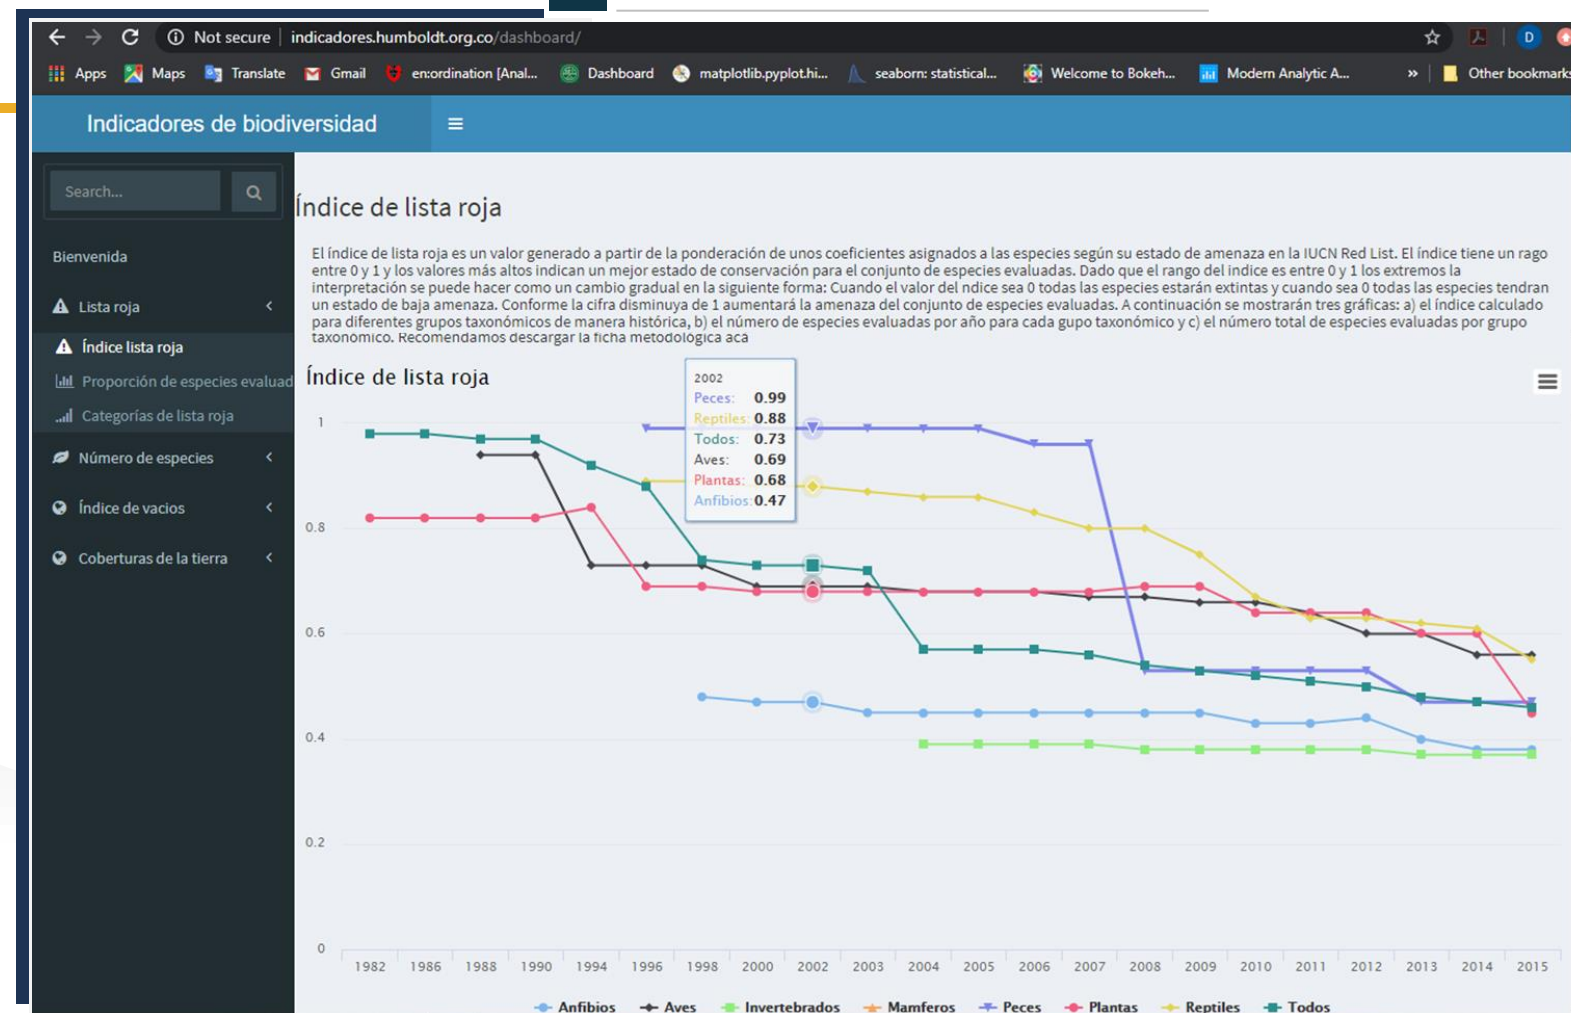 Not secure | indicadores.humboldt.org.co/dashboard/
D
Apps Maps Translate Gmail en:ordination [Anal... Dashboard matplotlib.pyplot.hi... seaborn: statistical... Welcome to Bokeh... Modern Analytic A... » Other bookmarks
Indicadores de biodiversidad
Search...
Bienvenida
Lista roja
Índice lista roja
Proporción de especies evaluad
Categorías de lista roja
Número de especies
Índice de vacios
Coberturas de la tierra
Índice de lista roja
El índice de lista roja es un valor generado a partir de la ponderación de unos coeficientes asignados a las especies según su estado de amenaza en la IUCN Red List. El índice tiene un rago
entre 0 y 1 y los valores más altos indican un mejor estado de conservación para el conjunto de especies evaluadas. Dado que el rango del indice es entre 0 y 1 los extremos la
interpretación se puede hacer como un cambio gradual en la siguiente forma: Cuando el valor del ndice sea 0 todas las especies estarán extintas y cuando sea 0 todas las especies tendran
un estado de baja amenaza. Conforme la cifra disminuya de 1 aumentará la amenaza del conjunto de especies evaluadas. A continuación se mostrarán tres gráficas: a) el índice calculado
para diferentes grupos taxonómicos de manera histórica, b) el número de especies evaluadas por año para cada gupo taxonómico y c) el número total de especies evaluadas por grupo
taxonómico. Recomendamos descargar la ficha metodológica aca
Índice de lista roja
2002
Peces: 0.99
Reptiles: 0.88
Todos: 0.73
Aves: 0.69
Plantas: 0.68
Anfibios: 0.47
1
0.8
0.6
0.4
0.2
0
1982 1986 1988 1990 1994 1996 1998 2000 2002 2003 2004 2005 2006 2007 2008 2009 2010 2011 2012 2013 2014 2015
Anfibios Aves Invertebrados Mamferos Peces Plantas Reptiles Todos